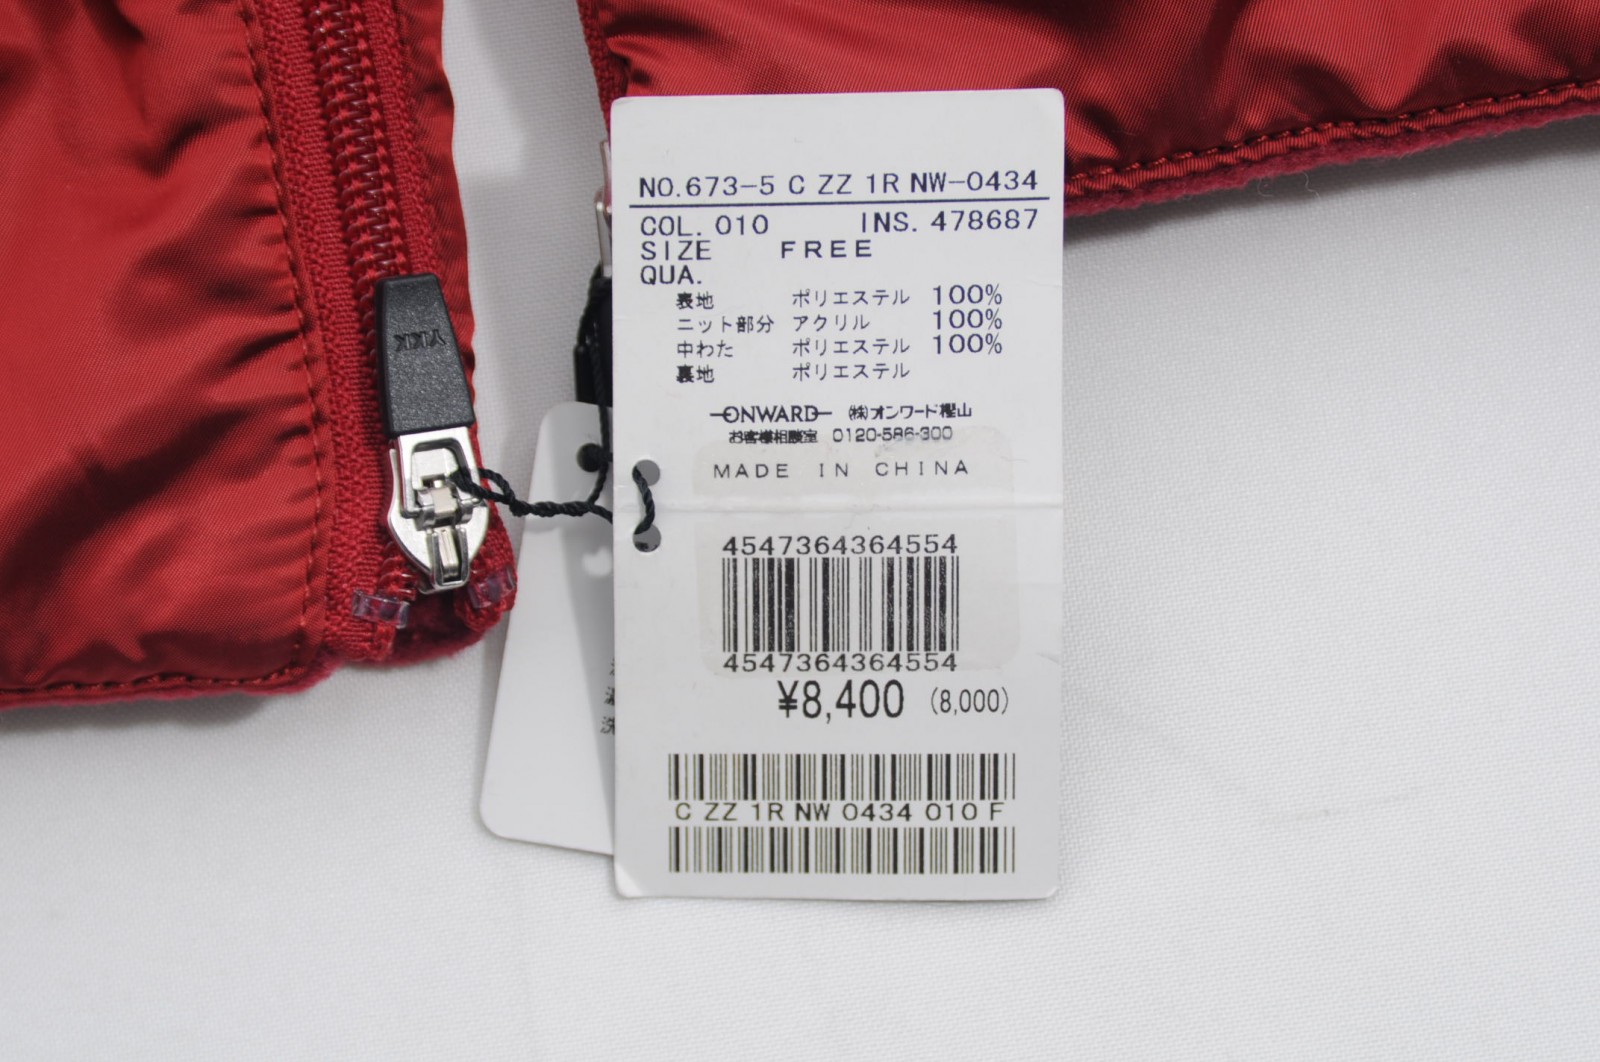 NO.673-5 C ZZ 1R NW-0434
COL. 010 INS. 478687
SIZE FREE
QUA.
表地 ポリエステル 100%
ニット部分 アクリル 100%
中わた ポリエステル 100%
裏地 ポリエステル
ONWARD (株)オンワード樫山
お客様相談室 0120-586-300
MADE IN CHINA
4547364364554
4547364364554
¥8,400 (8,000)
C ZZ 1R NW 0434 010 F
YKK
洗